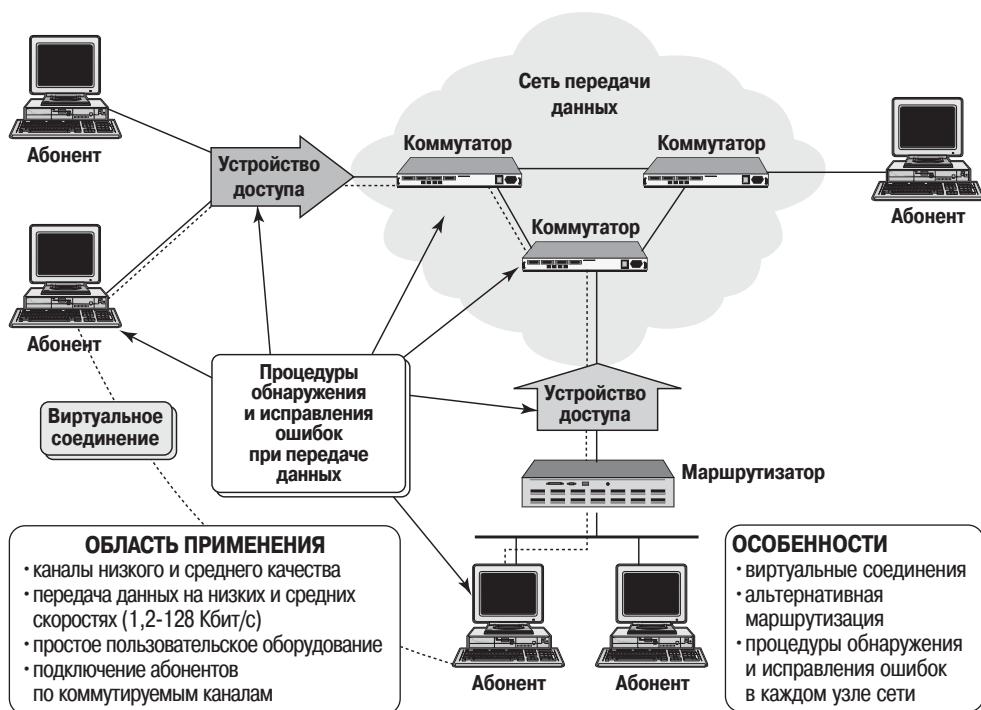 Сеть передачи
данных
Абонент
Устройство
доступа
Коммутатор
Коммутатор
Абонент
Коммутатор
Абонент
Процедуры
обнаружения
и исправления
ошибок
при передаче
данных
Виртуальное
соединение
Устройство
доступа
Маршрутизатор
ОБЛАСТЬ ПРИМЕНЕНИЯ
· каналы низкого и среднего качества
· передача данных на низких и средних
скоростях (1,2-128 Кбит/с)
· простое пользовательское оборудование
· подключение абонентов
по коммутируемым каналам
Абонент
Абонент
ОСОБЕННОСТИ
· виртуальные соединения
· альтернативная
маршрутизация
· процедуры обнаружения
и исправления ошибок
в каждом узле сети